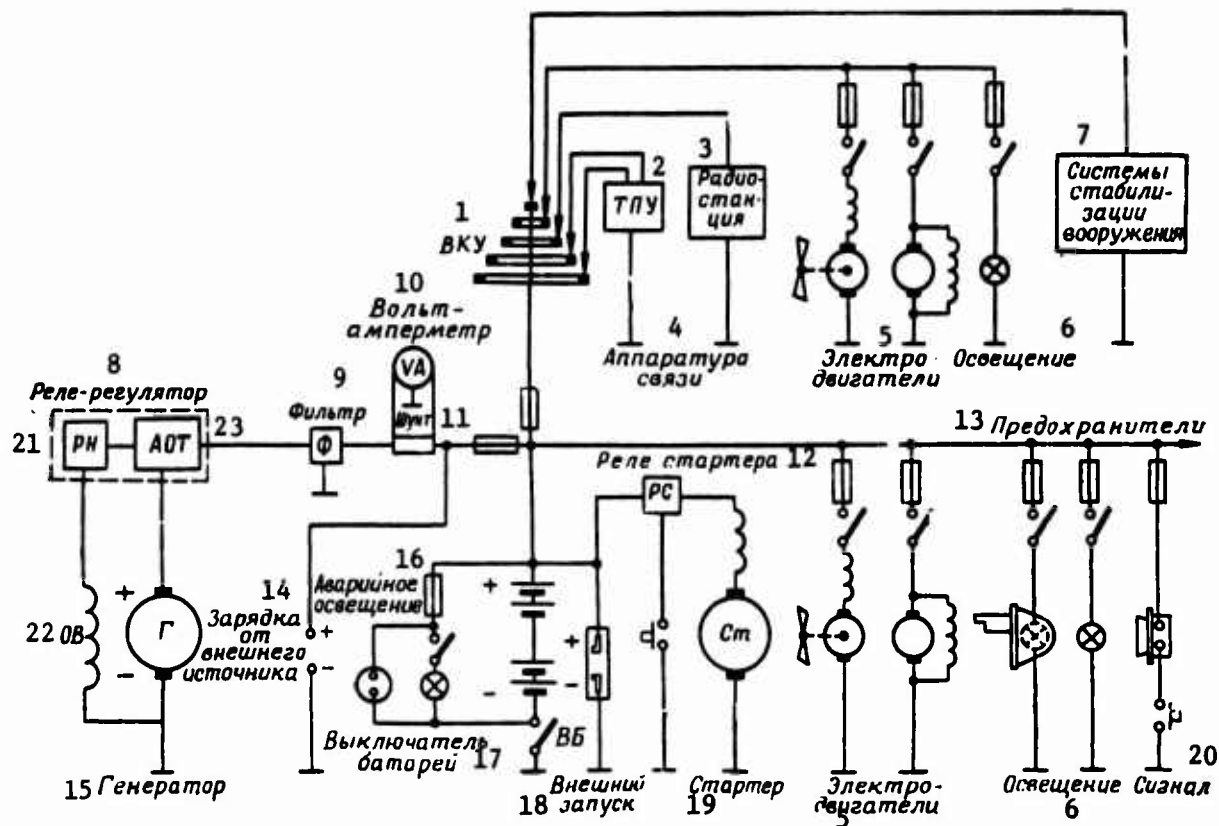 7
Системы
стабили-
зации
вооружения
3
Радио-
стан-
ция
2
ТПУ
1
ВКУ
10
Вольт-
амперметр
VA
Шунт
11
4
Аппаратура
связи
5
Электро
двигатели
6
Освещение
8
Реле-регулятор
9
Фильтр
Ф
21
РН
АОТ
23
13 Предохранители
Реле стартера 12
РС
16
Аварийное
освещение
+
-
14
Зарядка
от
внешнего
источника
+
-
22 ОВ
+
Г
-
+
-
Ст
ВБ
Выключатель
батарей 17
15 Генератор
18
Внешний
запуск
Стартер
19
Электро-
двигатели
5
Освещение
6
20
Сигнал